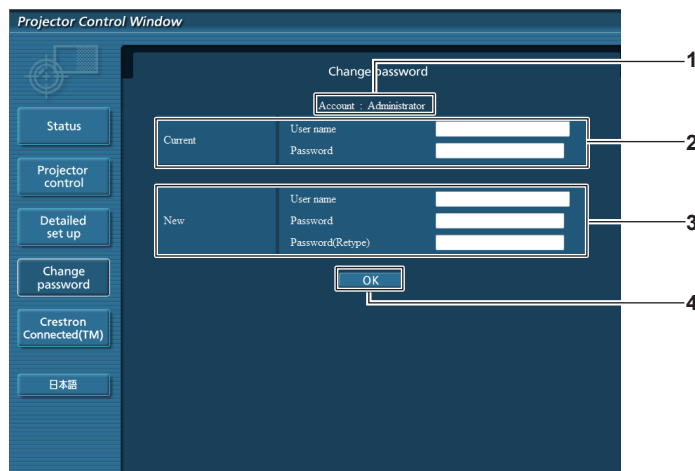 Projector Control Window
Change password
1
Account : Administrator
Status
Current
User name
Password
2
Projector
control
New
User name
Password
Password(Retype)
3
Detailed
set up
Change
password
OK
4
Crestron
Connected(TM)
日本語